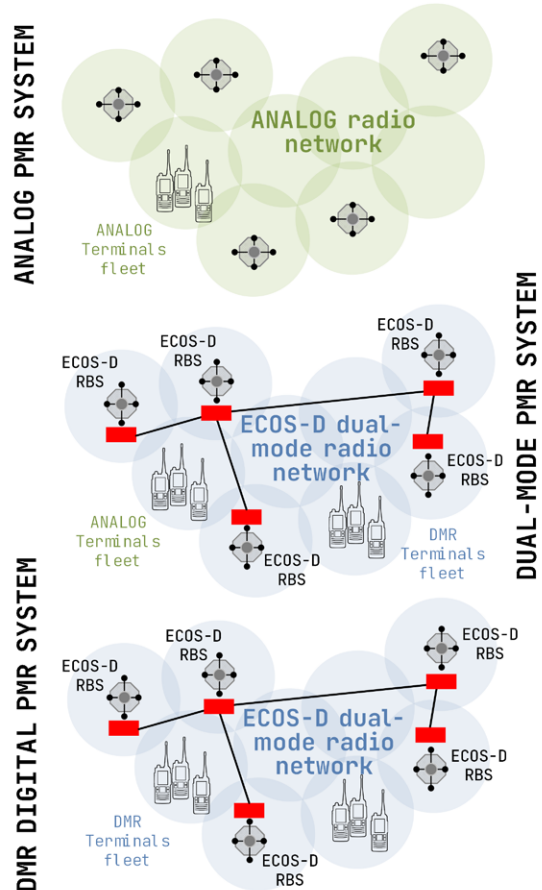 ANALOG PMR SYSTEM
ANALOG radio
network
ANALOG
Terminals
fleet
DUAL-MODE PMR SYSTEM
ECOS-D
RBS
ECOS-D
RBS
ECOS-D
RBS
ECOS-D dual-
mode radio
network
ECOS-D
RBS
ANALOG
Terminals
fleet
DMR
Terminals
fleet
ECOS-D
RBS
DMR DIGITAL PMR SYSTEM
ECOS-D
RBS
ECOS-D
RBS
ECOS-D
RBS
ECOS-D dual-
mode radio
network
ECOS-D
RBS
DMR
Terminals
fleet
ECOS-D
RBS